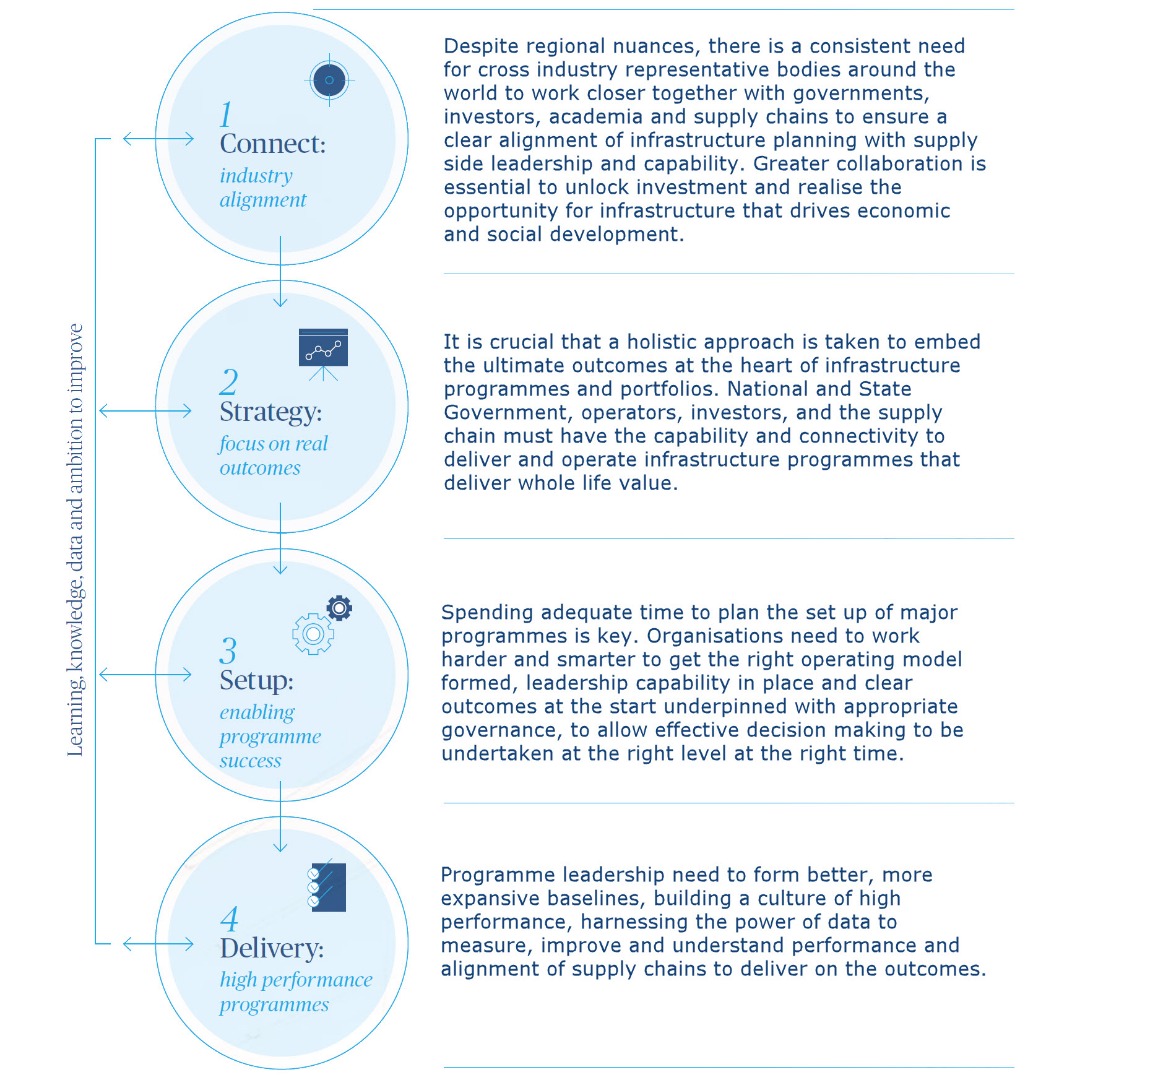 Learning, knowledge, data and ambition to improve
1
Connect:
industry
alignment
Despite regional nuances, there is a consistent need
for cross industry representative bodies around the
world to work closer together with governments,
investors, academia and supply chains to ensure a
clear alignment of infrastructure planning with supply
side leadership and capability. Greater collaboration is
essential to unlock investment and realise the
opportunity for infrastructure that drives economic
and social development.
2
Strategy:
focus on real
outcomes
It is crucial that a holistic approach is taken to embed
the ultimate outcomes at the heart of infrastructure
programmes and portfolios. National and State
Government, operators, investors, and the supply
chain must have the capability and connectivity to
deliver and operate infrastructure programmes that
deliver whole life value.
3
Setup:
enabling
programme
success
Spending adequate time to plan the set up of major
programmes is key. Organisations need to work
harder and smarter to get the right operating model
formed, leadership capability in place and clear
outcomes at the start underpinned with appropriate
governance, to allow effective decision making to be
undertaken at the right level at the right time.
4
Delivery:
high performance
programmes
Programme leadership need to form better, more
expansive baselines, building a culture of high
performance, harnessing the power of data to
measure, improve and understand performance and
alignment of supply chains to deliver on the outcomes.